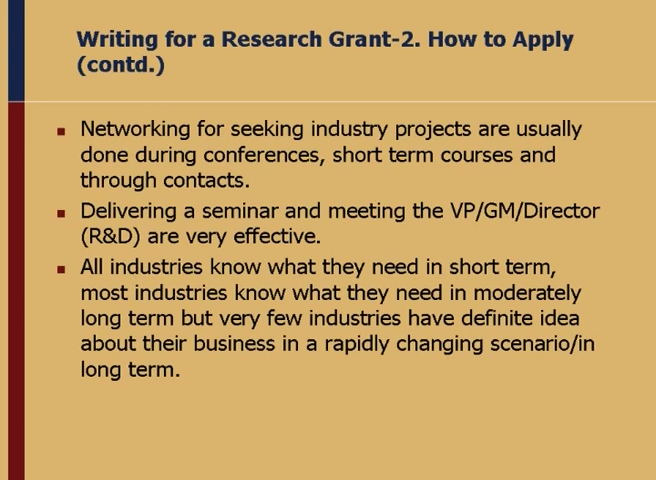 Writing for a Research Grant-2. How to Apply
(contd.)
Networking for seeking industry projects are usually
done during conferences, short term courses and
through contacts.
Delivering a seminar and meeting the VP/GM/Director
(R&D) are very effective.
All industries know what they need in short term,
most industries know what they need in moderately
long term but very few industries have definite idea
about their business in a rapidly changing scenario/in
long term.